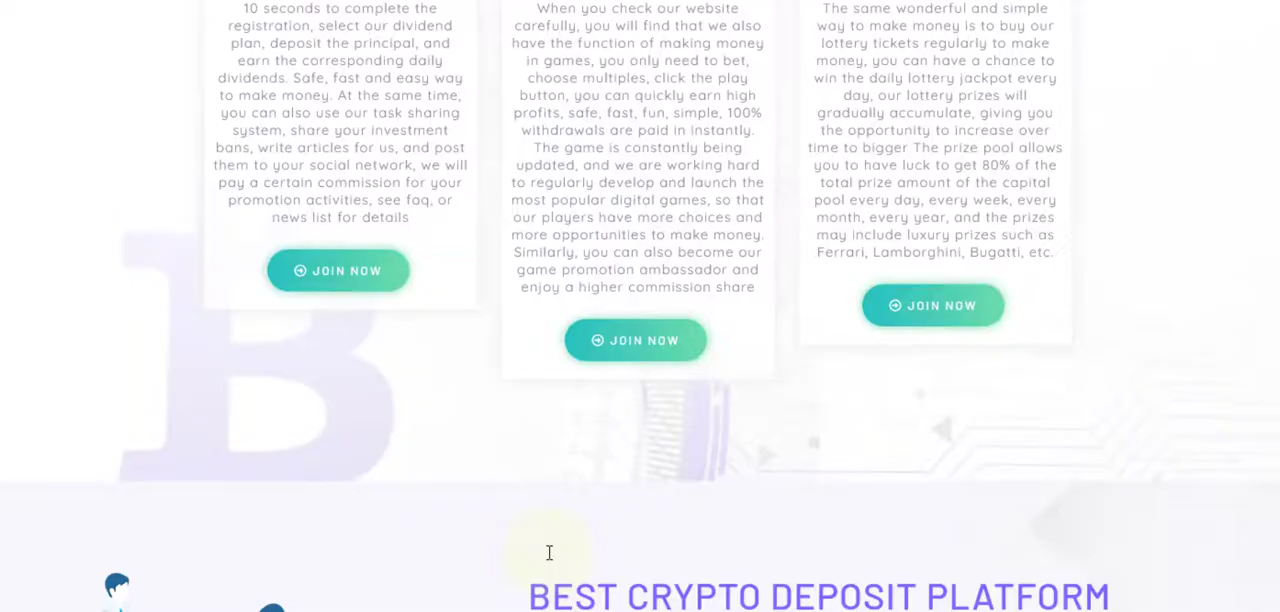 10 seconds to complete the
registration, select our dividend
plan, deposit the principal, and
earn the corresponding daily
dividends. Safe, fast and easy way
to make money. At the same time,
you can also use our task sharing
system, share your investment
bans, write articles for us, and post
them to your social network, we will
pay a certain commission for your
promotion activities, see faq, or
news list for details
JOIN NOW
When you check our website
carefully, you will find that we also
have the function of making money
in games, you only need to bet,
choose multiples, click the play
button, you can quickly earn high
profits, safe, fast, fun, simple, 100%
withdrawals are paid in instantly.
The game is constantly being
updated, and we are working hard
to regularly develop and launch the
most popular digital games, so that
our players have more choices and
more opportunities to make money.
Similarly, you can also become our
game promotion ambassador and
enjoy a higher commission share
JOIN NOW
The same wonderful and simple
way to make money is to buy our
lottery tickets regularly to make
money, you can have a chance to
win the daily lottery jackpot every
day, our lottery prizes will
gradually accumulate, giving you
the opportunity to increase over
time to bigger The prize pool allows
you to have luck to get 80% of the
total prize amount of the capital
pool every day, every week, every
month, every year, and the prizes
may include luxury prizes such as
Ferrari, Lamborghini, Bugatti, etc.
JOIN NOW
BEST CRYPTO DEPOSIT PLATFORM